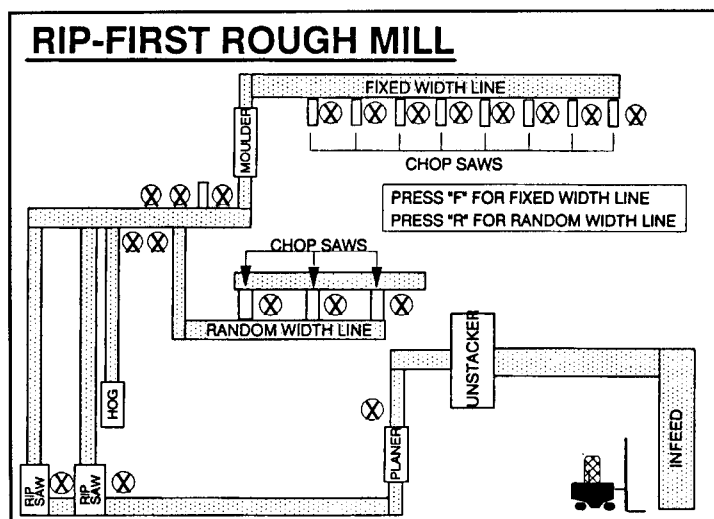 RIP-FIRST ROUGH MILL
FIXED WIDTH LINE
MOULDER
CHOP SAWS
PRESS "F" FOR FIXED WIDTH LINE
PRESS "R" FOR RANDOM WIDTH LINE
CHOP SAWS
RANDOM WIDTH LINE
UNSTACKER
HOG
PLANER
INFEED
RIP
SAW
RIP
SAW